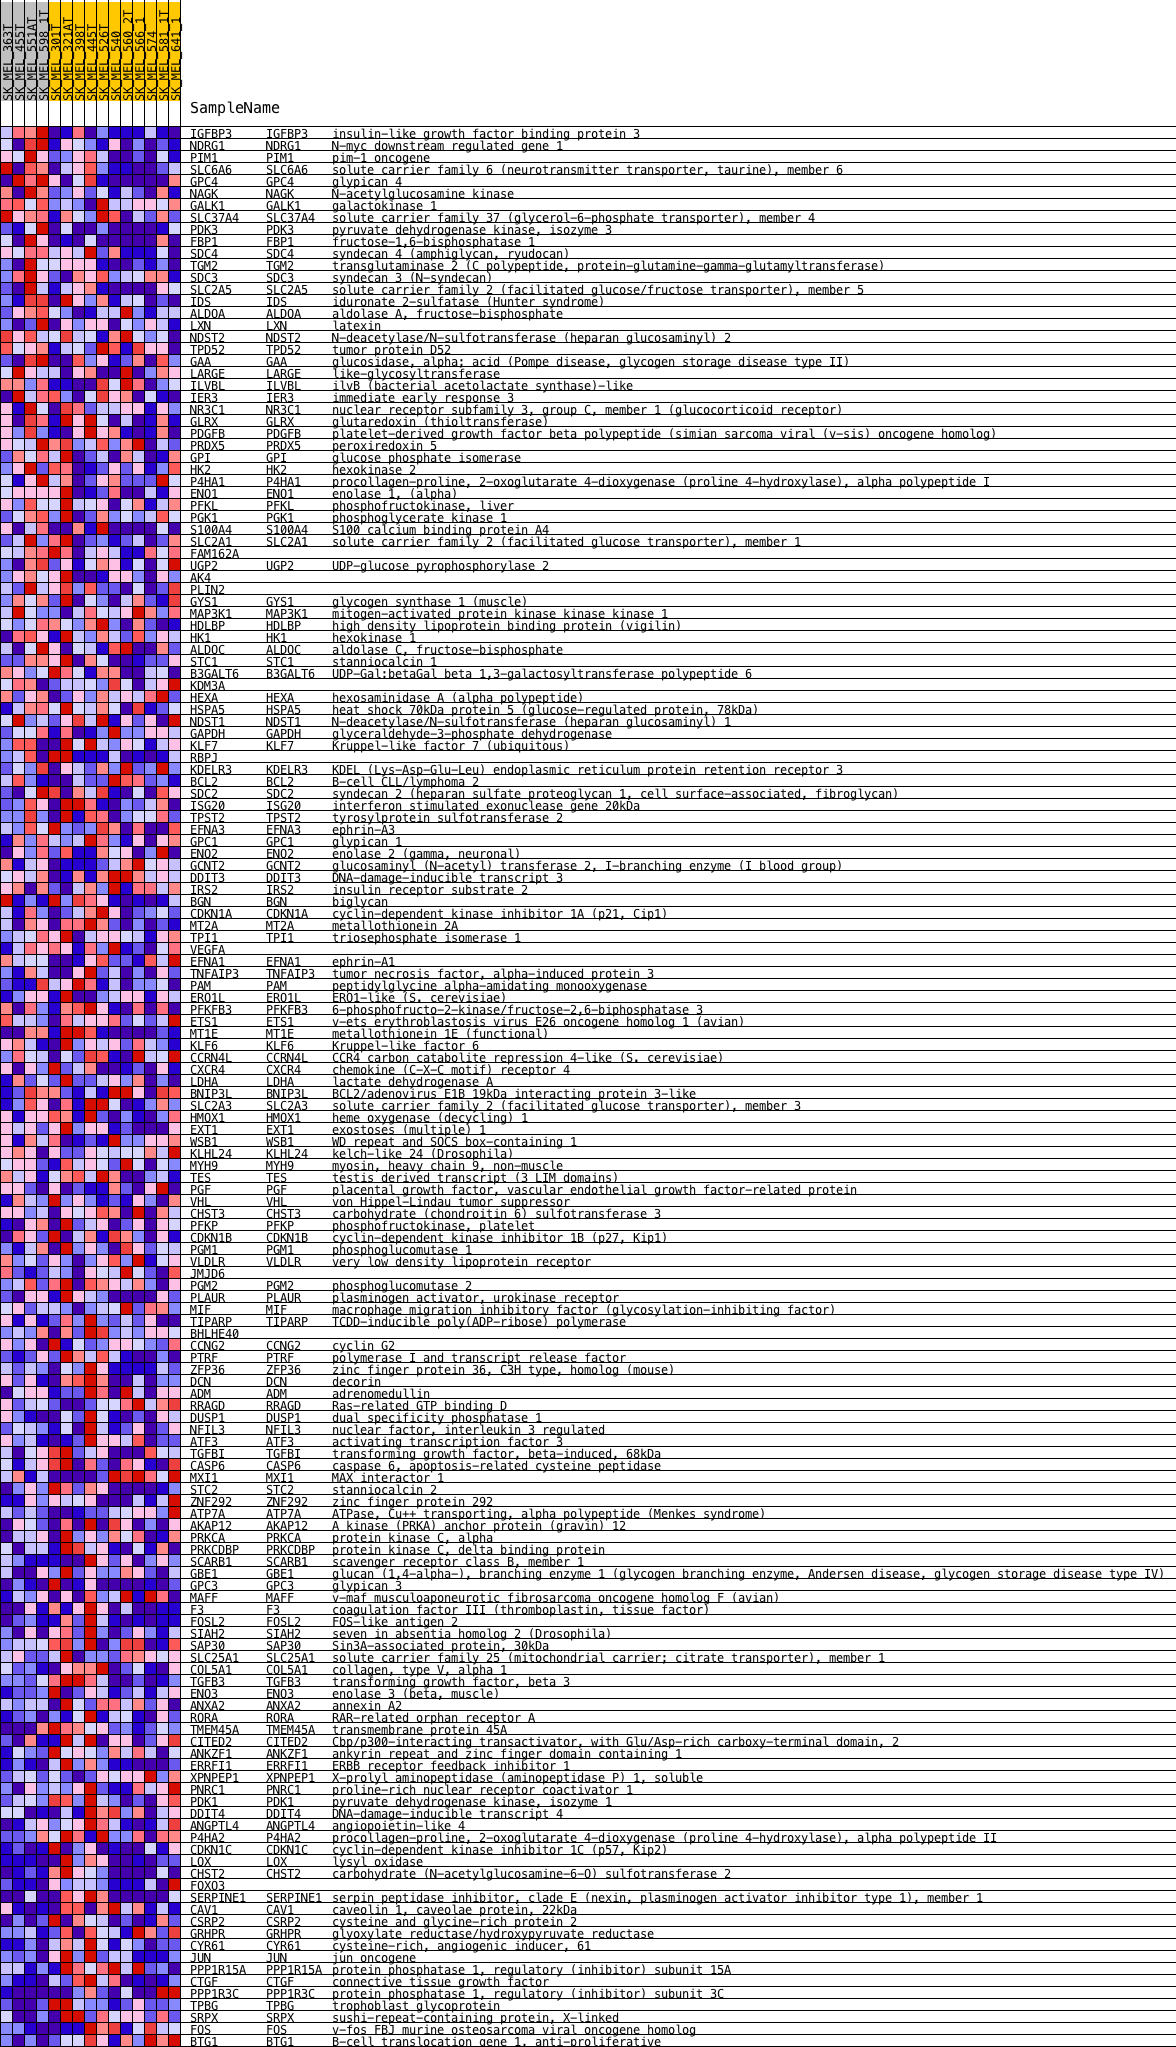 SK_MEL_363T
SK_MEL_455T
SK_MEL_551AT
SK_MEL_598_1T
SK_MEL_301T
SK_MEL_321AT
SK_MEL_398T
SK_MEL_445T
SK_MEL_526T
SK_MEL_540
SK_MEL_560_2T
SK_MEL_566_1
SK_MEL_574
SK_MEL_581_1T
SK_MEL_641_1
SampleName
IGFBP3 IGFBP3 insulin-like growth factor binding protein 3
NDRG1 NDRG1 N-myc downstream regulated gene 1
PIM1 PIM1 pim-1 oncogene
SLC6A6 SLC6A6 solute carrier family 6 (neurotransmitter transporter, taurine), member 6
GPC4 GPC4 glypican 4
NAGK NAGK N-acetylglucosamine kinase
GALK1 GALK1 galactokinase 1
SLC37A4 SLC37A4 solute carrier family 37 (glycerol-6-phosphate transporter), member 4
PDK3 PDK3 pyruvate dehydrogenase kinase, isozyme 3
FBP1 FBP1 fructose-1,6-bisphosphatase 1
SDC4 SDC4 syndecan 4 (amphiglycan, ryudocan)
TGM2 TGM2 transglutaminase 2 (C polypeptide, protein-glutamine-gamma-glutamyltransferase)
SDC3 SDC3 syndecan 3 (N-syndecan)
SLC2A5 SLC2A5 solute carrier family 2 (facilitated glucose/fructose transporter), member 5
IDS IDS iduronate 2-sulfatase (Hunter syndrome)
ALDOA ALDOA aldolase A, fructose-bisphosphate
LXN LXN latexin
NDST2 NDST2 N-deacetylase/N-sulfotransferase (heparan glucosaminyl) 2
TPD52 TPD52 tumor protein D52
GAA GAA glucosidase, alpha; acid (Pompe disease, glycogen storage disease type II)
LARGE LARGE like-glycosyltransferase
ILVBL ILVBL ilvB (bacterial acetolactate synthase)-like
IER3 IER3 immediate early response 3
NR3C1 NR3C1 nuclear receptor subfamily 3, group C, member 1 (glucocorticoid receptor)
GLRX GLRX glutaredoxin (thioltransferase)
PDGFB PDGFB platelet-derived growth factor beta polypeptide (simian sarcoma viral (v-sis) oncogene homolog)
PRDX5 PRDX5 peroxiredoxin 5
GPI GPI glucose phosphate isomerase
HK2 HK2 hexokinase 2
P4HA1 P4HA1 procollagen-proline, 2-oxoglutarate 4-dioxygenase (proline 4-hydroxylase), alpha polypeptide I
ENO1 ENO1 enolase 1, (alpha)
PFKL PFKL phosphofructokinase, liver
PGK1 PGK1 phosphoglycerate kinase 1
S100A4 S100A4 S100 calcium binding protein A4
SLC2A1 SLC2A1 solute carrier family 2 (facilitated glucose transporter), member 1
FAM162A
UGP2 UGP2 UDP-glucose pyrophosphorylase 2
AK4
PLIN2
GYS1 GYS1 glycogen synthase 1 (muscle)
MAP3K1 MAP3K1 mitogen-activated protein kinase kinase kinase 1
HDLBP HDLBP high density lipoprotein binding protein (vigilin)
HK1 HK1 hexokinase 1
ALDOC ALDOC aldolase C, fructose-bisphosphate
STC1 STC1 stanniocalcin 1
B3GALT6 B3GALT6 UDP-Gal:betaGal beta 1,3-galactosyltransferase polypeptide 6
KDM3A
HEXA HEXA hexosaminidase A (alpha polypeptide)
HSPA5 HSPA5 heat shock 70kDa protein 5 (glucose-regulated protein, 78kDa)
NDST1 NDST1 N-deacetylase/N-sulfotransferase (heparan glucosaminyl) 1
GAPDH GAPDH glyceraldehyde-3-phosphate dehydrogenase
KLF7 KLF7 Kruppel-like factor 7 (ubiquitous)
RBPJ
KDELR3 KDELR3 KDEL (Lys-Asp-Glu-Leu) endoplasmic reticulum protein retention receptor 3
BCL2 BCL2 B-cell CLL/lymphoma 2
SDC2 SDC2 syndecan 2 (heparan sulfate proteoglycan 1, cell surface-associated, fibroglycan)
ISG20 ISG20 interferon stimulated exonuclease gene 20kDa
TPST2 TPST2 tyrosylprotein sulfotransferase 2
EFNA3 EFNA3 ephrin-A3
GPC1 GPC1 glypican 1
ENO2 ENO2 enolase 2 (gamma, neuronal)
GCNT2 GCNT2 glucosaminyl (N-acetyl) transferase 2, I-branching enzyme (I blood group)
DDIT3 DDIT3 DNA-damage-inducible transcript 3
IRS2 IRS2 insulin receptor substrate 2
BGN BGN biglycan
CDKN1A CDKN1A cyclin-dependent kinase inhibitor 1A (p21, Cip1)
MT2A MT2A metallothionein 2A
TPI1 TPI1 triosephosphate isomerase 1
VEGFA
EFNA1 EFNA1 ephrin-A1
TNFAIP3 TNFAIP3 tumor necrosis factor, alpha-induced protein 3
PAM PAM peptidylglycine alpha-amidating monooxygenase
ERO1L ERO1L ERO1-like (S. cerevisiae)
PFKFB3 PFKFB3 6-phosphofructo-2-kinase/fructose-2,6-biphosphatase 3
ETS1 ETS1 v-ets erythroblastosis virus E26 oncogene homolog 1 (avian)
MT1E MT1E metallothionein 1E (functional)
KLF6 KLF6 Kruppel-like factor 6
CCRN4L CCRN4L CCR4 carbon catabolite repression 4-like (S. cerevisiae)
CXCR4 CXCR4 chemokine (C-X-C motif) receptor 4
LDHA LDHA lactate dehydrogenase A
BNIP3L BNIP3L BCL2/adenovirus E1B 19kDa interacting protein 3-like
SLC2A3 SLC2A3 solute carrier family 2 (facilitated glucose transporter), member 3
HMOX1 HMOX1 heme oxygenase (decycling) 1
EXT1 EXT1 exostoses (multiple) 1
WSB1 WSB1 WD repeat and SOCS box-containing 1
KLHL24 KLHL24 kelch-like 24 (Drosophila)
MYH9 MYH9 myosin, heavy chain 9, non-muscle
TES TES testis derived transcript (3 LIM domains)
PGF PGF placental growth factor, vascular endothelial growth factor-related protein
VHL VHL von Hippel-Lindau tumor suppressor
CHST3 CHST3 carbohydrate (chondroitin 6) sulfotransferase 3
PFKP PFKP phosphofructokinase, platelet
CDKN1B CDKN1B cyclin-dependent kinase inhibitor 1B (p27, Kip1)
PGM1 PGM1 phosphoglucomutase 1
VLDLR VLDLR very low density lipoprotein receptor
JMJD6
PGM2 PGM2 phosphoglucomutase 2
PLAUR PLAUR plasminogen activator, urokinase receptor
MIF MIF macrophage migration inhibitory factor (glycosylation-inhibiting factor)
TIPARP TIPARP TCDD-inducible poly(ADP-ribose) polymerase
BHLHE40
CCNG2 CCNG2 cyclin G2
PTRF PTRF polymerase I and transcript release factor
ZFP36 ZFP36 zinc finger protein 36, C3H type, homolog (mouse)
DCN DCN decorin
ADM ADM adrenomedullin
RRAGD RRAGD Ras-related GTP binding D
DUSP1 DUSP1 dual specificity phosphatase 1
NFIL3 NFIL3 nuclear factor, interleukin 3 regulated
ATF3 ATF3 activating transcription factor 3
TGFBI TGFBI transforming growth factor, beta-induced, 68kDa
CASP6 CASP6 caspase 6, apoptosis-related cysteine peptidase
MXI1 MXI1 MAX interactor 1
STC2 STC2 stanniocalcin 2
ZNF292 ZNF292 zinc finger protein 292
ATP7A ATP7A ATPase, Cu++ transporting, alpha polypeptide (Menkes syndrome)
AKAP12 AKAP12 A kinase (PRKA) anchor protein (gravin) 12
PRKCA PRKCA protein kinase C, alpha
PRKCDBP PRKCDBP protein kinase C, delta binding protein
SCARB1 SCARB1 scavenger receptor class B, member 1
GBE1 GBE1 glucan (1,4-alpha-), branching enzyme 1 (glycogen branching enzyme, Andersen disease, glycogen storage disease type IV)
GPC3 GPC3 glypican 3
MAFF MAFF v-maf musculoaponeurotic fibrosarcoma oncogene homolog F (avian)
F3 F3 coagulation factor III (thromboplastin, tissue factor)
FOSL2 FOSL2 FOS-like antigen 2
SIAH2 SIAH2 seven in absentia homolog 2 (Drosophila)
SAP30 SAP30 Sin3A-associated protein, 30kDa
SLC25A1 SLC25A1 solute carrier family 25 (mitochondrial carrier; citrate transporter), member 1
COL5A1 COL5A1 collagen, type V, alpha 1
TGFB3 TGFB3 transforming growth factor, beta 3
ENO3 ENO3 enolase 3 (beta, muscle)
ANXA2 ANXA2 annexin A2
RORA RORA RAR-related orphan receptor A
TMEM45A TMEM45A transmembrane protein 45A
CITED2 CITED2 Cbp/p300-interacting transactivator, with Glu/Asp-rich carboxy-terminal domain, 2
ANKZF1 ANKZF1 ankyrin repeat and zinc finger domain containing 1
ERRFI1 ERRFI1 ERBB receptor feedback inhibitor 1
XPNPEP1 XPNPEP1 X-prolyl aminopeptidase (aminopeptidase P) 1, soluble
PNRC1 PNRC1 proline-rich nuclear receptor coactivator 1
PDK1 PDK1 pyruvate dehydrogenase kinase, isozyme 1
DDIT4 DDIT4 DNA-damage-inducible transcript 4
ANGPTL4 ANGPTL4 angiopoietin-like 4
P4HA2 P4HA2 procollagen-proline, 2-oxoglutarate 4-dioxygenase (proline 4-hydroxylase), alpha polypeptide II
CDKN1C CDKN1C cyclin-dependent kinase inhibitor 1C (p57, Kip2)
LOX LOX lysyl oxidase
CHST2 CHST2 carbohydrate (N-acetylglucosamine-6-O) sulfotransferase 2
FOXO3
SERPINE1 SERPINE1 serpin peptidase inhibitor, clade E (nexin, plasminogen activator inhibitor type 1), member 1
CAV1 CAV1 caveolin 1, caveolae protein, 22kDa
CSRP2 CSRP2 cysteine and glycine-rich protein 2
GRHPR GRHPR glyoxylate reductase/hydroxypyruvate reductase
CYR61 CYR61 cysteine-rich, angiogenic inducer, 61
JUN JUN jun oncogene
PPP1R15A PPP1R15A protein phosphatase 1, regulatory (inhibitor) subunit 15A
CTGF CTGF connective tissue growth factor
PPP1R3C PPP1R3C protein phosphatase 1, regulatory (inhibitor) subunit 3C
TPBG TPBG trophoblast glycoprotein
SRPX SRPX sushi-repeat-containing protein, X-linked
FOS FOS v-fos FBJ murine osteosarcoma viral oncogene homolog
BTG1 BTG1 B-cell translocation gene 1, anti-proliferative